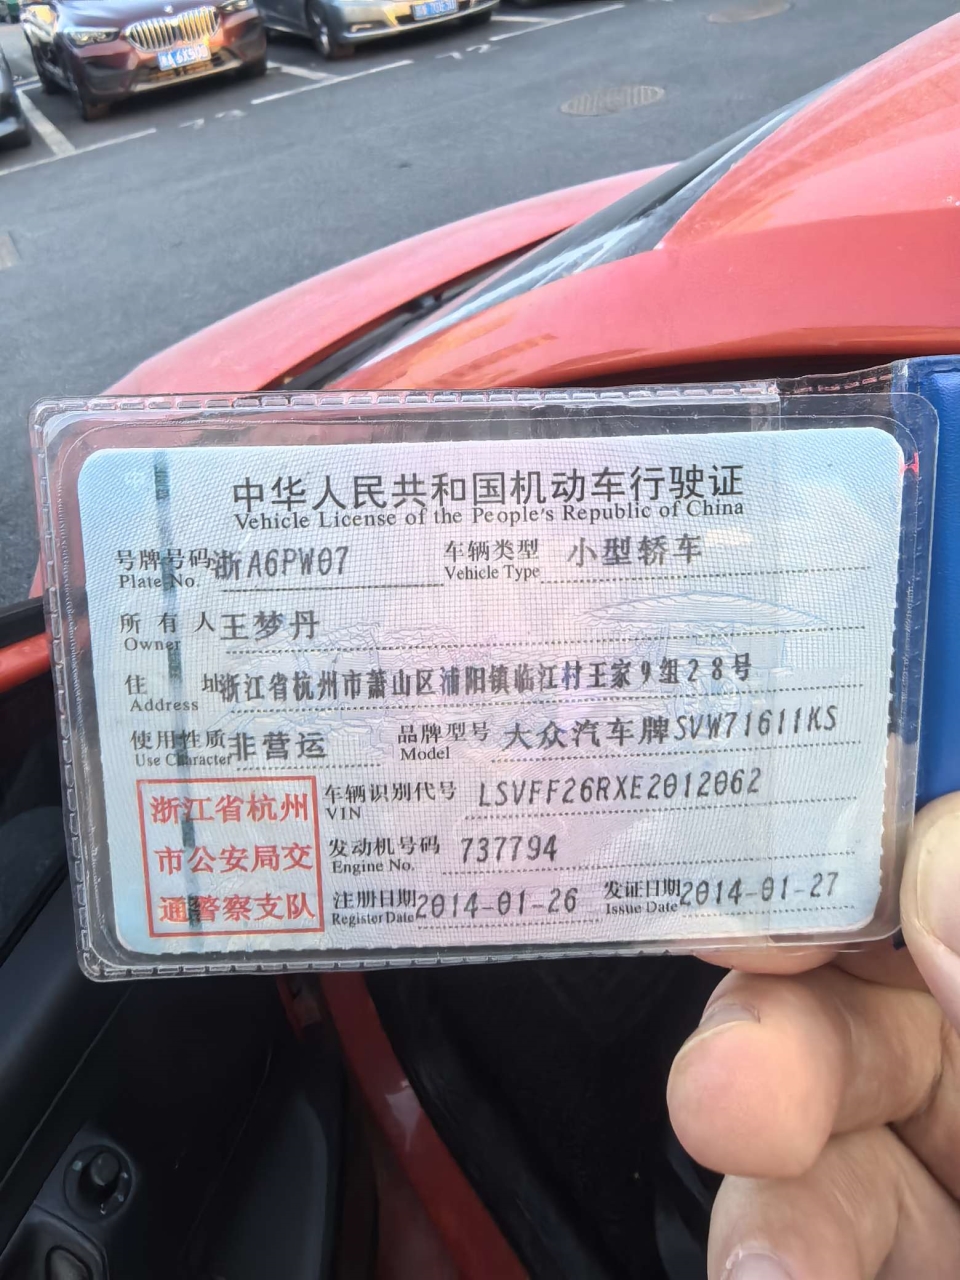 中华人民共和国机动车行驶证
Vehicle License of the People's Republic of China
号牌号码 浙A6PW07 车辆类型 小型轿车
Plate No. Vehicle Type
所有人 王梦丹
Owner
住址 浙江省杭州市萧山区浦阳镇临江村王家9组28号
Address
使用性质 非营运 品牌型号 大众汽车牌SVW71611KS
Use Character Model
浙江省杭州
市公安局交
通警察支队
车辆识别代号 LSVFF26RXE2012062
VIN
发动机号码 737794
Engine No.
注册日期 2014-01-26 发证日期 2014-01-27
Register Date Issue Date